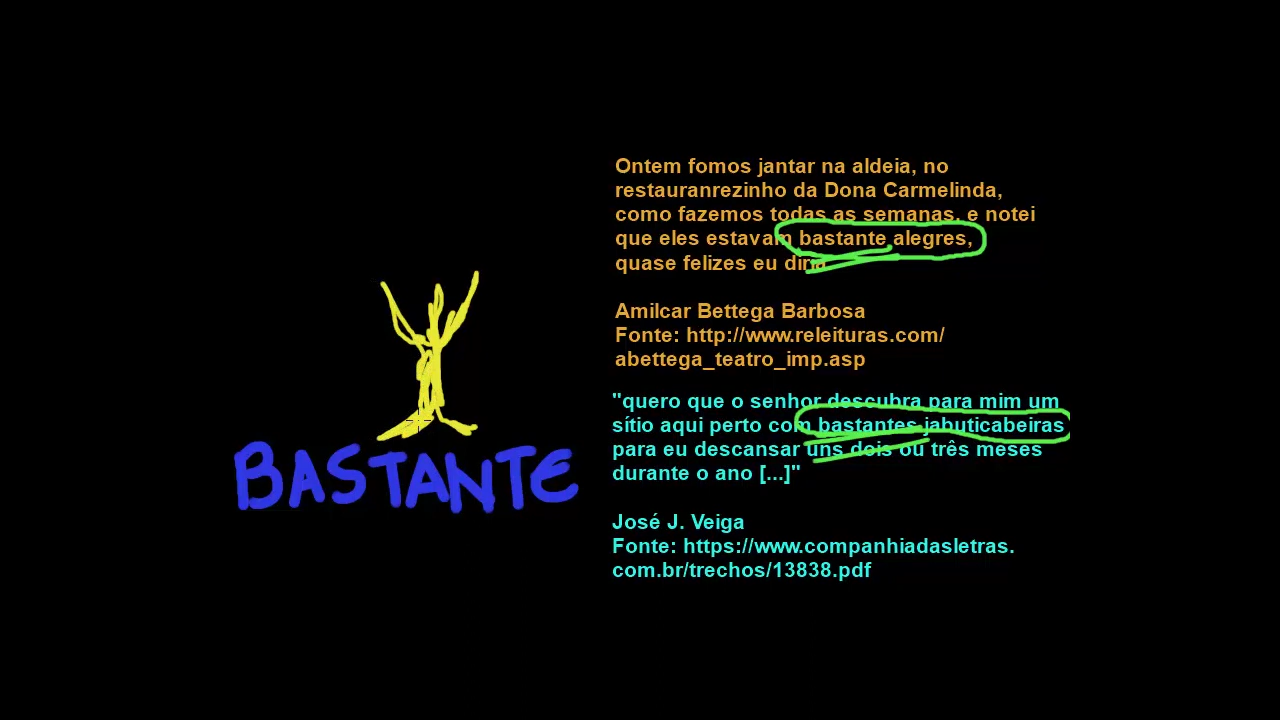 BASTANTE
Ontem fomos jantar na aldeia, no
restauranrezinho da Dona Carmelinda,
como fazemos todas as semanas, e notei
que eles estavam bastante alegres,
quase felizes eu diria
Amilcar Bettega Barbosa
Fonte: http://www.releituras.com/
abettega_teatro_imp.asp
"quero que o senhor descubra para mim um
sítio aqui perto com bastantes jabuticabeiras
para eu descansar uns dois ou três meses
durante o ano [...]"
José J. Veiga
Fonte: https://www.companhiadasletras.
com.br/trechos/13838.pdf